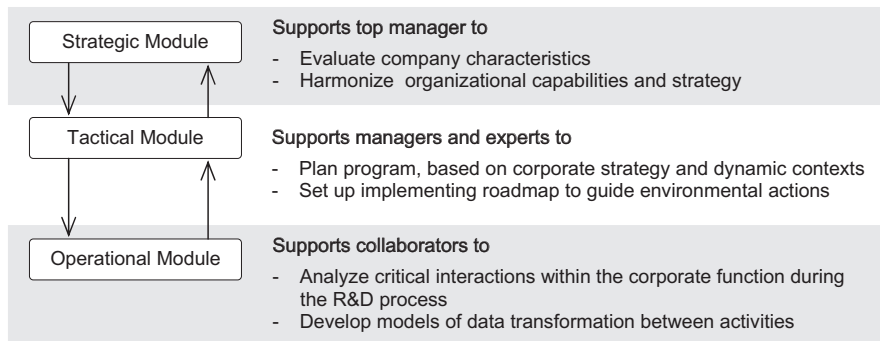 Strategic Module
Supports top manager to
- Evaluate company characteristics
- Harmonize organizational capabilities and strategy
Tactical Module
Supports managers and experts to
- Plan program, based on corporate strategy and dynamic contexts
- Set up implementing roadmap to guide environmental actions
Operational Module
Supports collaborators to
- Analyze critical interactions within the corporate function during
the R&D process
- Develop models of data transformation between activities